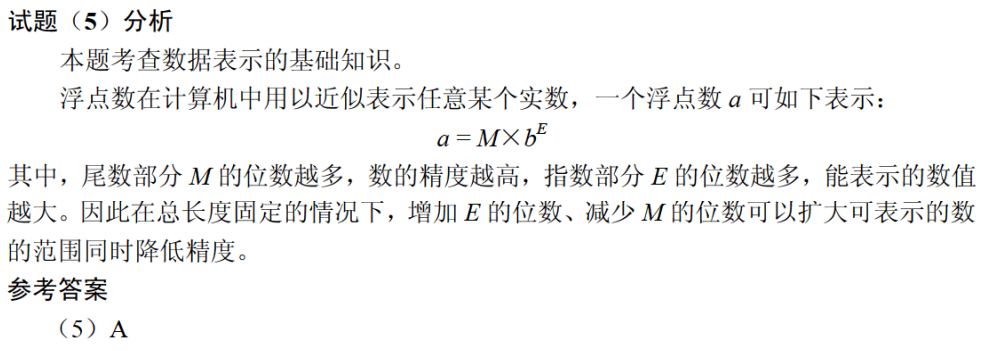 试题（5）分析
本题考查数据表示的基础知识。
浮点数在计算机中用以近似表示任意某个实数，一个浮点数 a 可如下表示：
a = M×b^E
其中，尾数部分 M 的位数越多，数的精度越高，指数部分 E 的位数越多，能表示的数值
越大。因此在总长度固定的情况下，增加 E 的位数、减少 M 的位数可以扩大可表示的数
的范围同时降低精度。
参考答案
（5）A